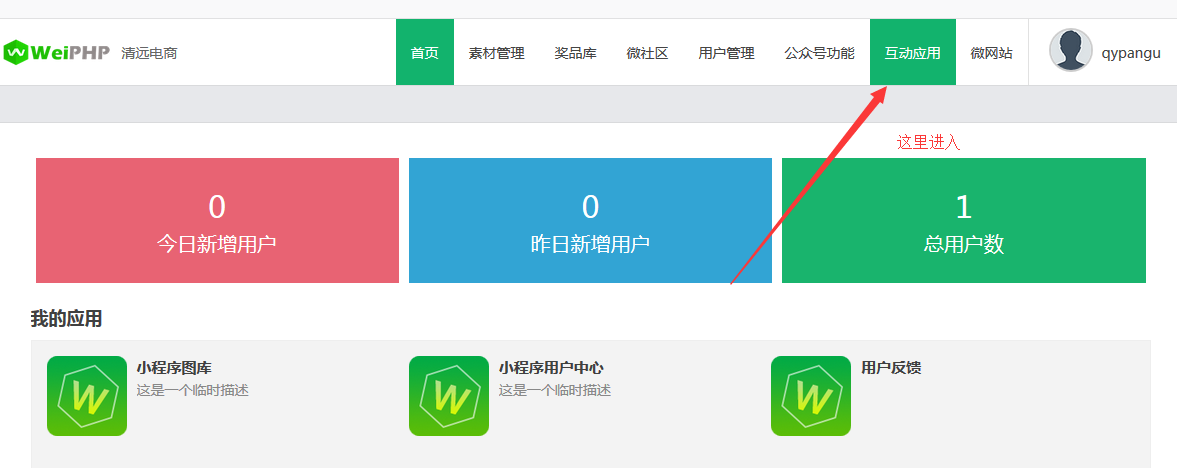 WeiPHP 清远电商 首页 素材管理 奖品库 微社区 用户管理 公众号功能 互动应用 微网站 qypangu
这里进入
0 0 1
今日新增用户 昨日新增用户 总用户数
我的应用
小程序图库 小程序用户中心 用户反馈
这是一个临时描述 这是一个临时描述